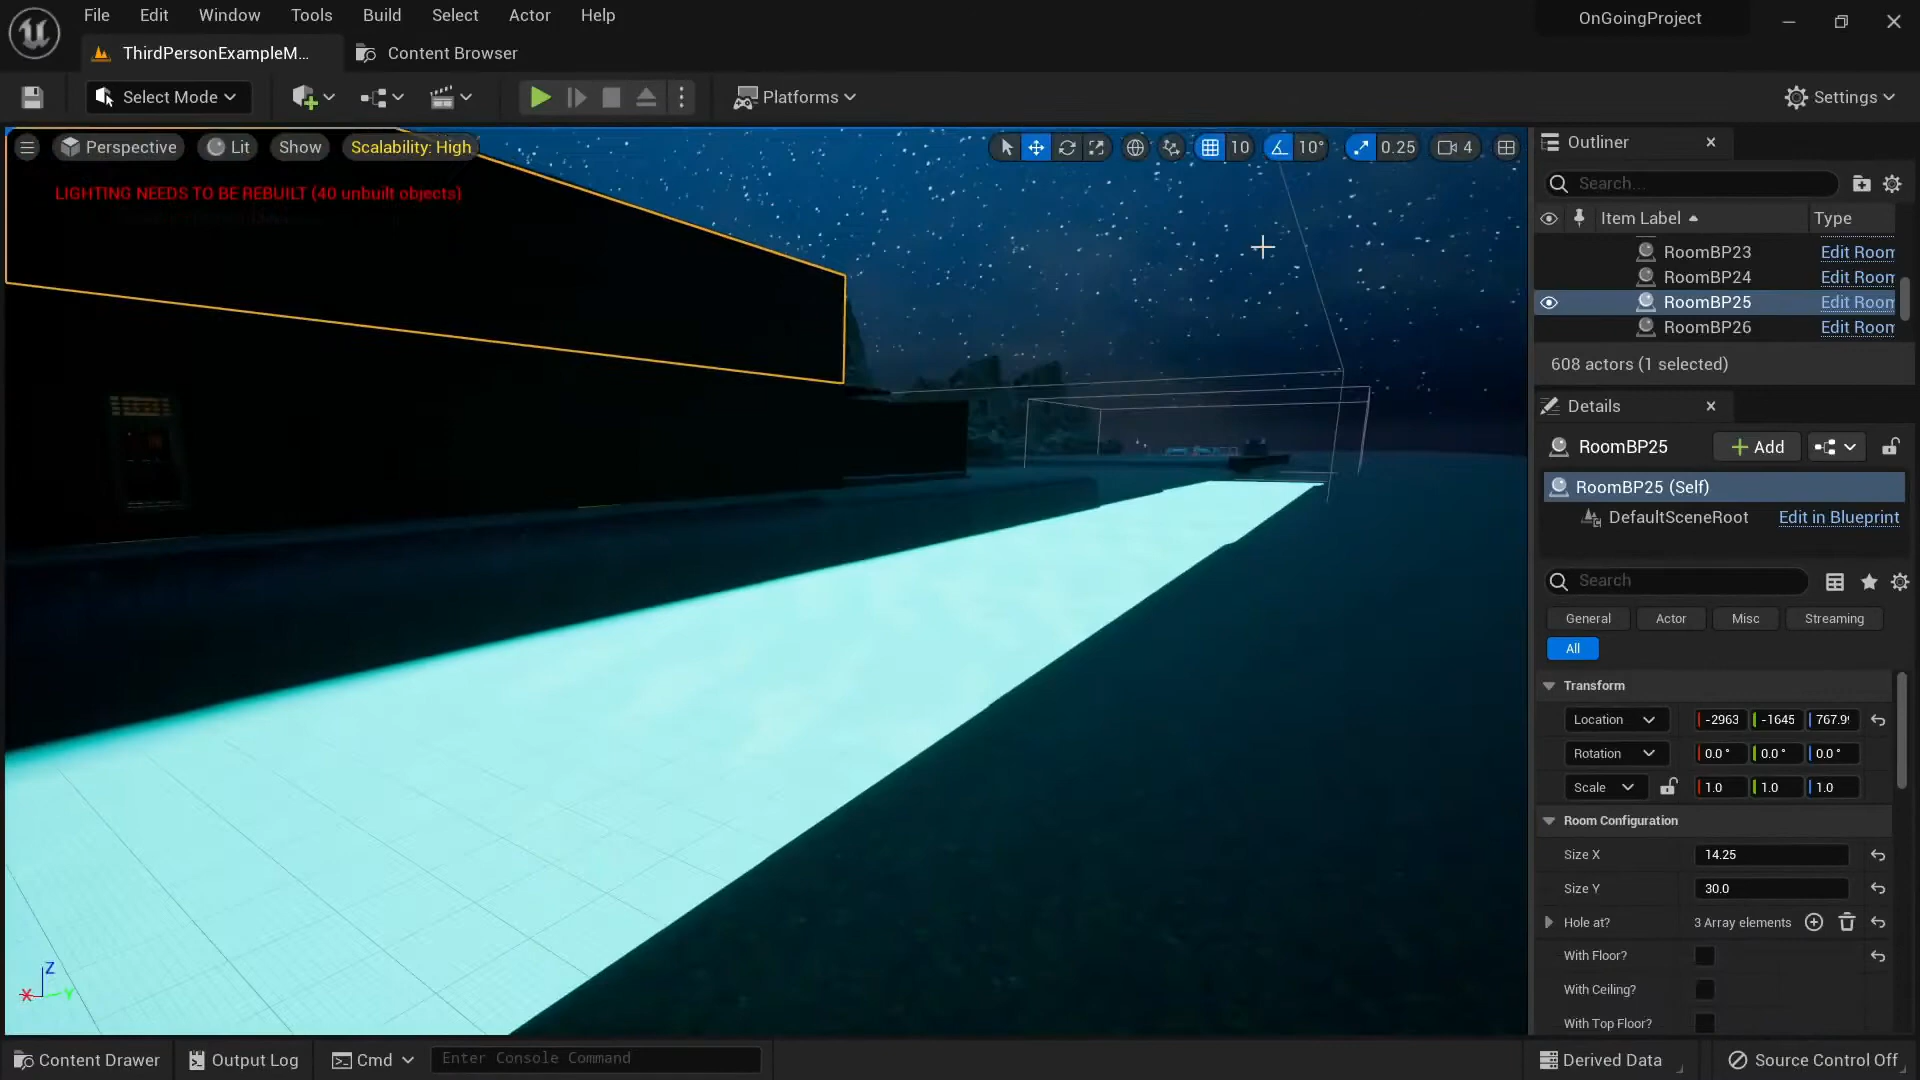 File Edit Window Tools Build Select Actor Help
OnGoingProject
ThirdPersonExampleM...
Content Browser
Select Mode
Platforms
Settings
Perspective Lit Show Scalability: High
10 10° 0.25 4
LIGHTING NEEDS TO BE REBUILT (40 unbuilt objects)
Outliner
Search...
Item Label Type
RoomBP23 Edit Room
RoomBP24 Edit Room
RoomBP25 Edit Room
RoomBP26 Edit Room
608 actors (1 selected)
Details
RoomBP25 Add
RoomBP25 (Self)
DefaultSceneRoot Edit in Blueprint
Search
General Actor Misc Streaming
All
Transform
Location -2963 -1645 767.9
Rotation 0.0 ° 0.0 ° 0.0 °
Scale 1.0 1.0 1.0
Room Configuration
Size X 14.25
Size Y 30.0
Hole at? 3 Array elements
With Floor?
With Ceiling?
With Top Floor?
Z
X Y
Content Drawer Output Log Cmd Enter Console Command
Derived Data Source Control Off